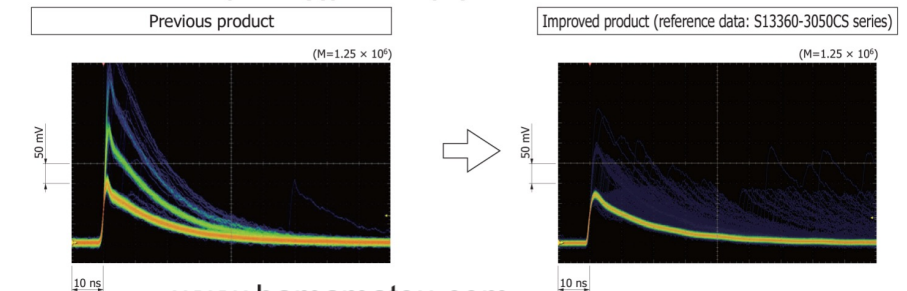 Previous product
Improved product (reference data: S13360-3050CS series)
(M=1.25 × 10⁶)
(M=1.25 × 10⁶)
50 mV
50 mV
10 ns
10 ns